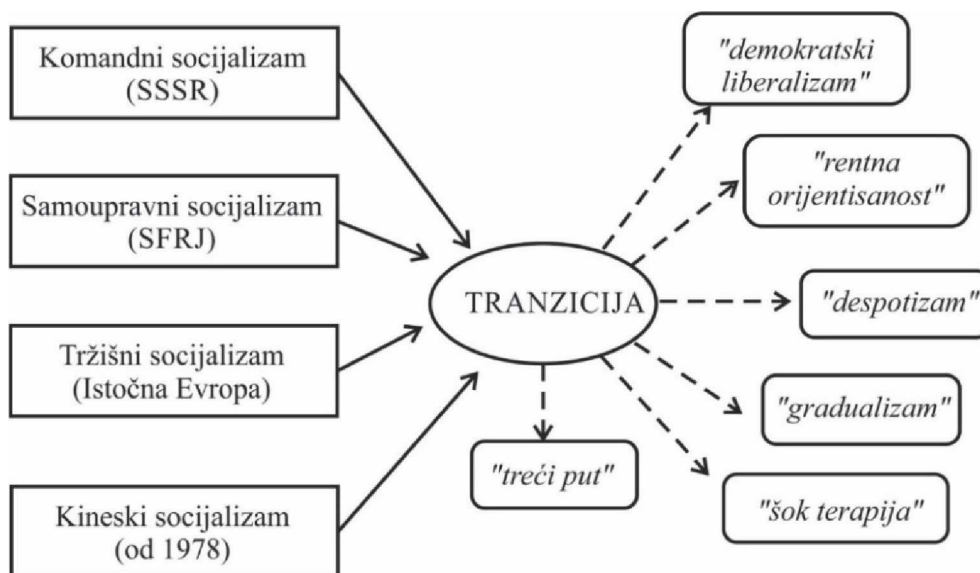 Komandni socijalizam
(SSSR)
Samoupravni socijalizam
(SFRJ)
Tržišni socijalizam
(Istočna Evropa)
Kineski socijalizam
(od 1978)
TRANZICIJA
"demokratski
liberalizam"
"rentna
orijentisanost"
"despotizam"
"gradualizam"
"šok terapija"
"treći put"